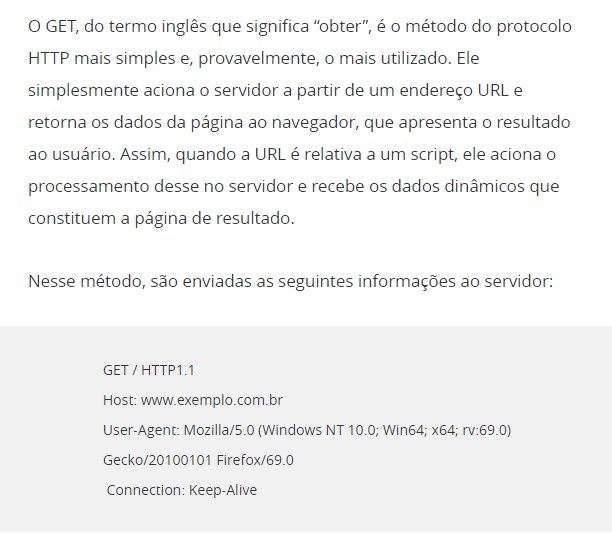 O GET, do termo inglês que significa “obter”, é o método do protocolo
HTTP mais simples e, provavelmente, o mais utilizado. Ele
simplesmente aciona o servidor a partir de um endereço URL e
retorna os dados da página ao navegador, que apresenta o resultado
ao usuário. Assim, quando a URL é relativa a um script, ele aciona o
processamento desse no servidor e recebe os dados dinâmicos que
constituem a página de resultado.
Nesse método, são enviadas as seguintes informações ao servidor:
GET / HTTP1.1
Host: www.exemplo.com.br
User-Agent: Mozilla/5.0 (Windows NT 10.0; Win64; x64; rv:69.0)
Gecko/20100101 Firefox/69.0
Connection: Keep-Alive